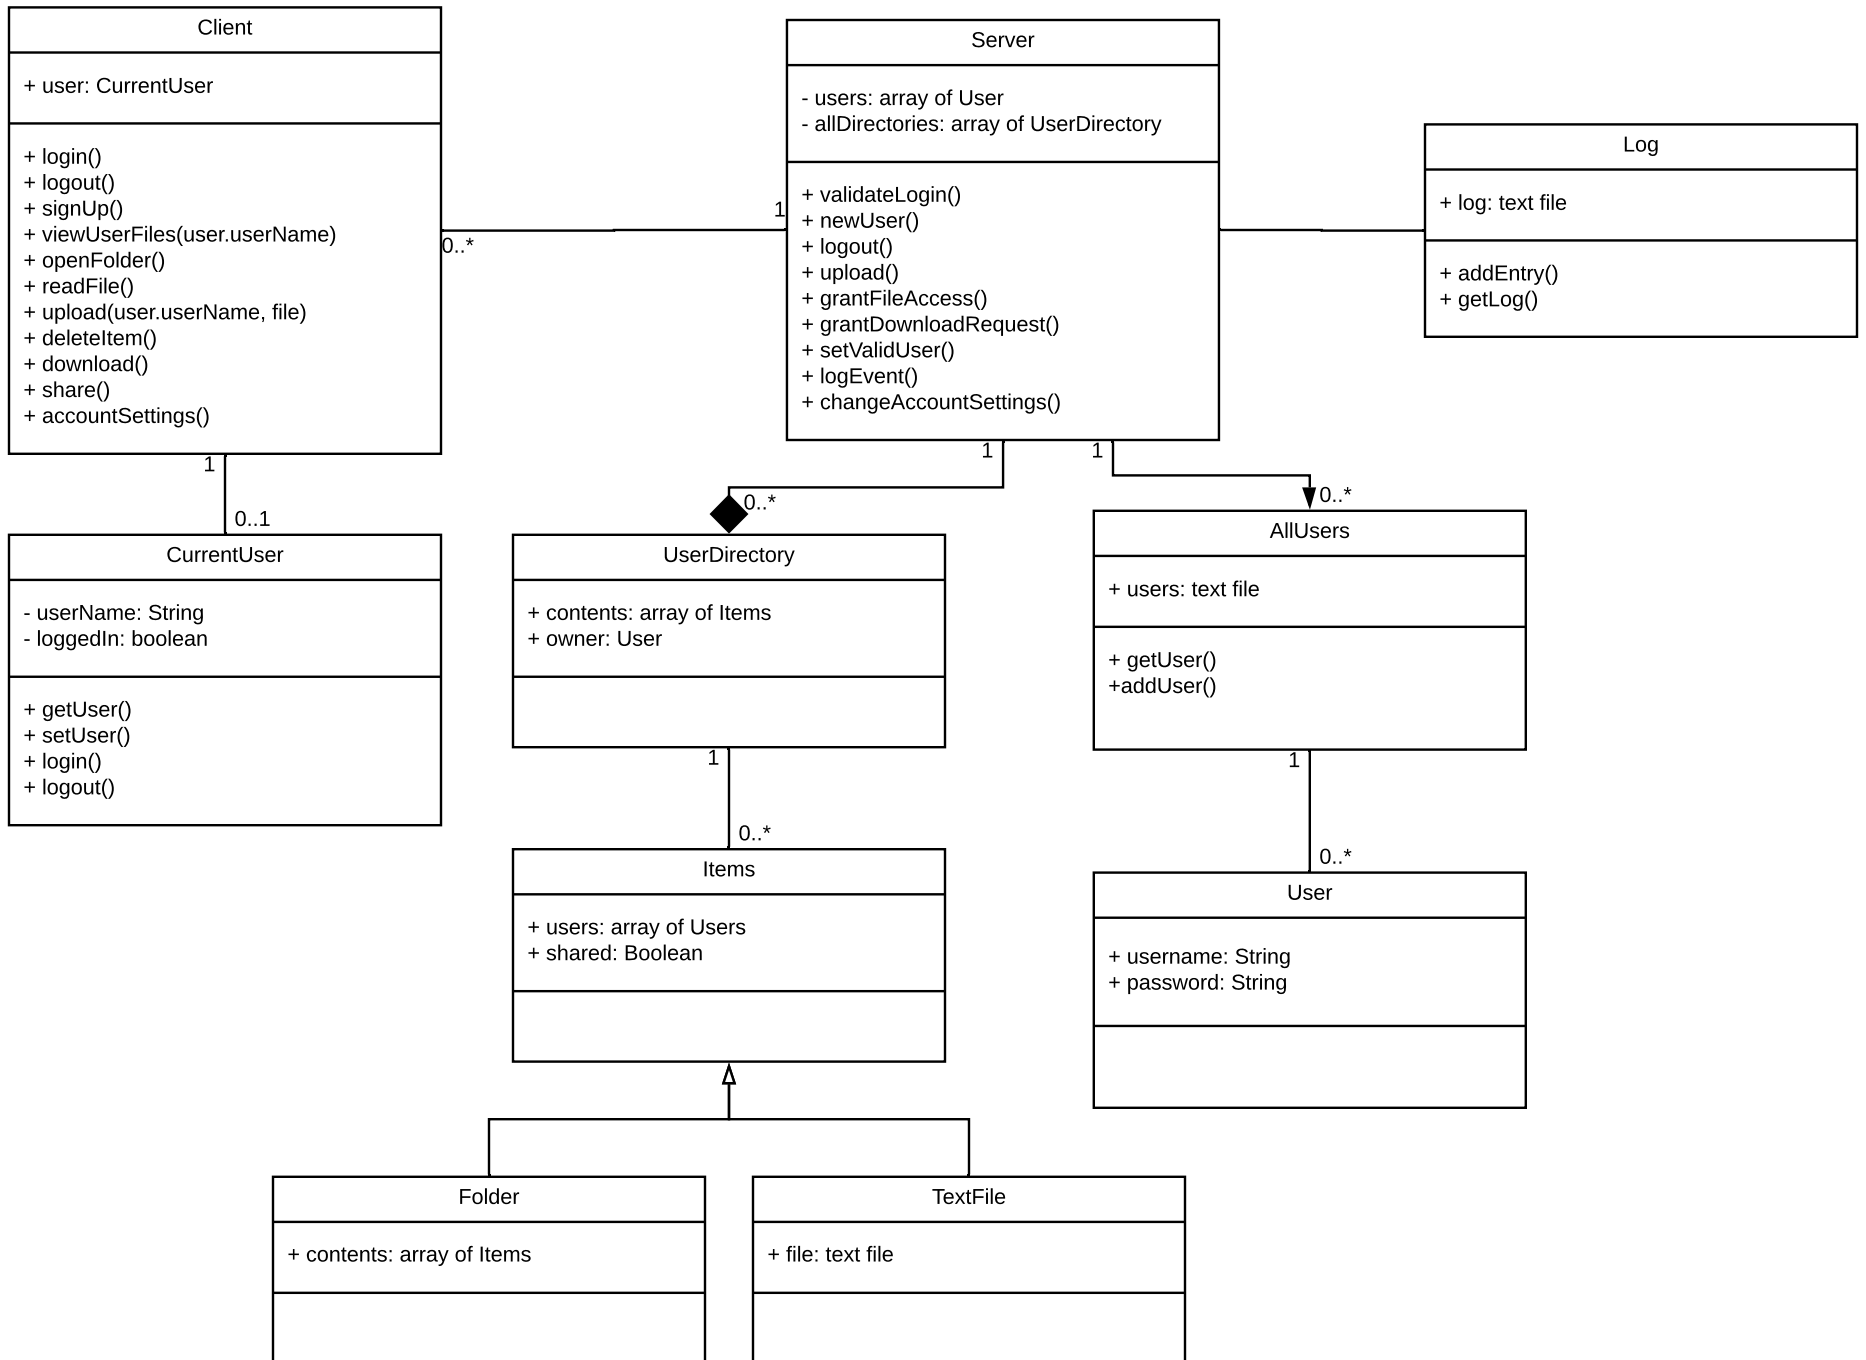 Client
+ user: CurrentUser
+ login()
+ logout()
+ signUp()
+ viewUserFiles(user.userName)
+ openFolder()
+ readFile()
+ upload(user.userName, file)
+ deleteItem()
+ download()
+ share()
+ accountSettings()
0..*
1
Server
- users: array of User
- allDirectories: array of UserDirectory
+ validateLogin()
+ newUser()
+ logout()
+ upload()
+ grantFileAccess()
+ grantDownloadRequest()
+ setValidUser()
+ logEvent()
+ changeAccountSettings()
Log
+ log: text file
+ addEntry()
+ getLog()
1
0..1
1
0..*
1
0..*
CurrentUser
- userName: String
- loggedIn: boolean
+ getUser()
+ setUser()
+ login()
+ logout()
UserDirectory
+ contents: array of Items
+ owner: User
AllUsers
+ users: text file
+ getUser()
+addUser()
1
0..*
1
0..*
Items
+ users: array of Users
+ shared: Boolean
User
+ username: String
+ password: String
Folder
+ contents: array of Items
TextFile
+ file: text file